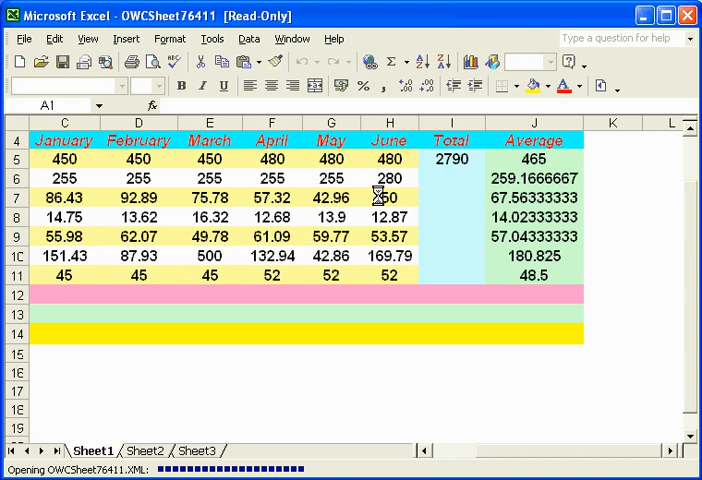 Microsoft Excel - OWCSheet76411 [Read-Only]
File Edit View Insert Format Tools Data Window Help Type a question for help
A1 fx
C D E F G H I J K L
4 January February March April May June Total Average
5 450 450 450 480 480 480 2790 465
6 255 255 255 255 255 280 259.1666667
7 86.43 92.89 75.78 57.32 42.96 50 67.56333333
8 14.75 13.62 16.32 12.68 13.9 12.87 14.02333333
9 55.98 62.07 49.78 61.09 59.77 53.57 57.04333333
10 151.43 87.93 500 132.94 42.86 169.79 180.825
11 45 45 45 52 52 52 48.5
12
13
14
15
16
17
18
19
Sheet1 Sheet2 Sheet3
Opening OWCSheet76411.XML: